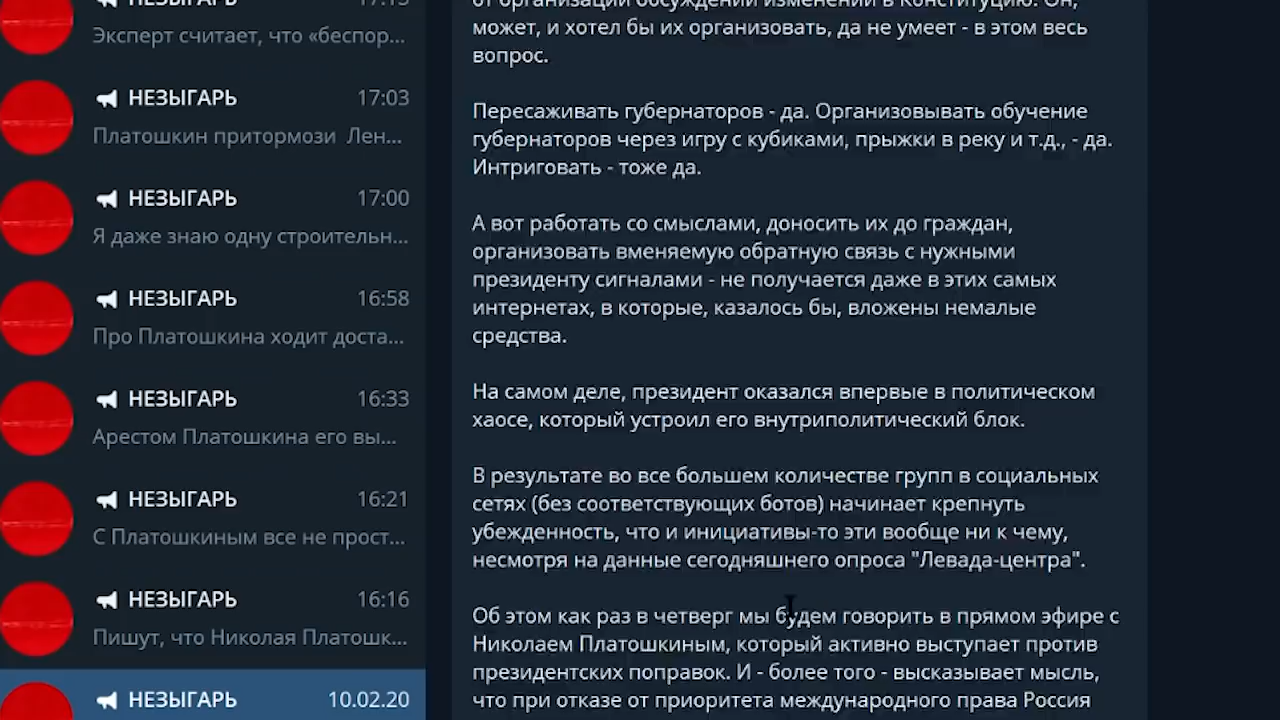 17:13
Эксперт считает, что «беспор...
НЕЗЫГАРЬ 17:03
Платошкин притормози Лен...
НЕЗЫГАРЬ 17:00
Я даже знаю одну строительн...
НЕЗЫГАРЬ 16:58
Про Платошкина ходит доста...
НЕЗЫГАРЬ 16:33
Арестом Платошкина его вы...
НЕЗЫГАРЬ 16:21
С Платошкиным все не прост...
НЕЗЫГАРЬ 16:16
Пишут, что Николая Платошк...
НЕЗЫГАРЬ 10.02.20
от организации обсуждений изменений в Конституцию. Он,
может, и хотел бы их организовать, да не умеет - в этом весь
вопрос.
Пересаживать губернаторов - да. Организовывать обучение
губернаторов через игру с кубиками, прыжки в реку и т.д., - да.
Интриговать - тоже да.
А вот работать со смыслами, доносить их до граждан,
организовать вменяемую обратную связь с нужными
президенту сигналами - не получается даже в этих самых
интернетах, в которые, казалось бы, вложены немалые
средства.
На самом деле, президент оказался впервые в политическом
хаосе, который устроил его внутриполитический блок.
В результате во все большем количестве групп в социальных
сетях (без соответствующих ботов) начинает крепнуть
убежденность, что и инициативы-то эти вообще ни к чему,
несмотря на данные сегодняшнего опроса "Левада-центра".
Об этом как раз в четверг мы будем говорить в прямом эфире с
Николаем Платошкиным, который активно выступает против
президентских поправок. И - более того - высказывает мысль,
что при отказе от приоритета международного права Россия